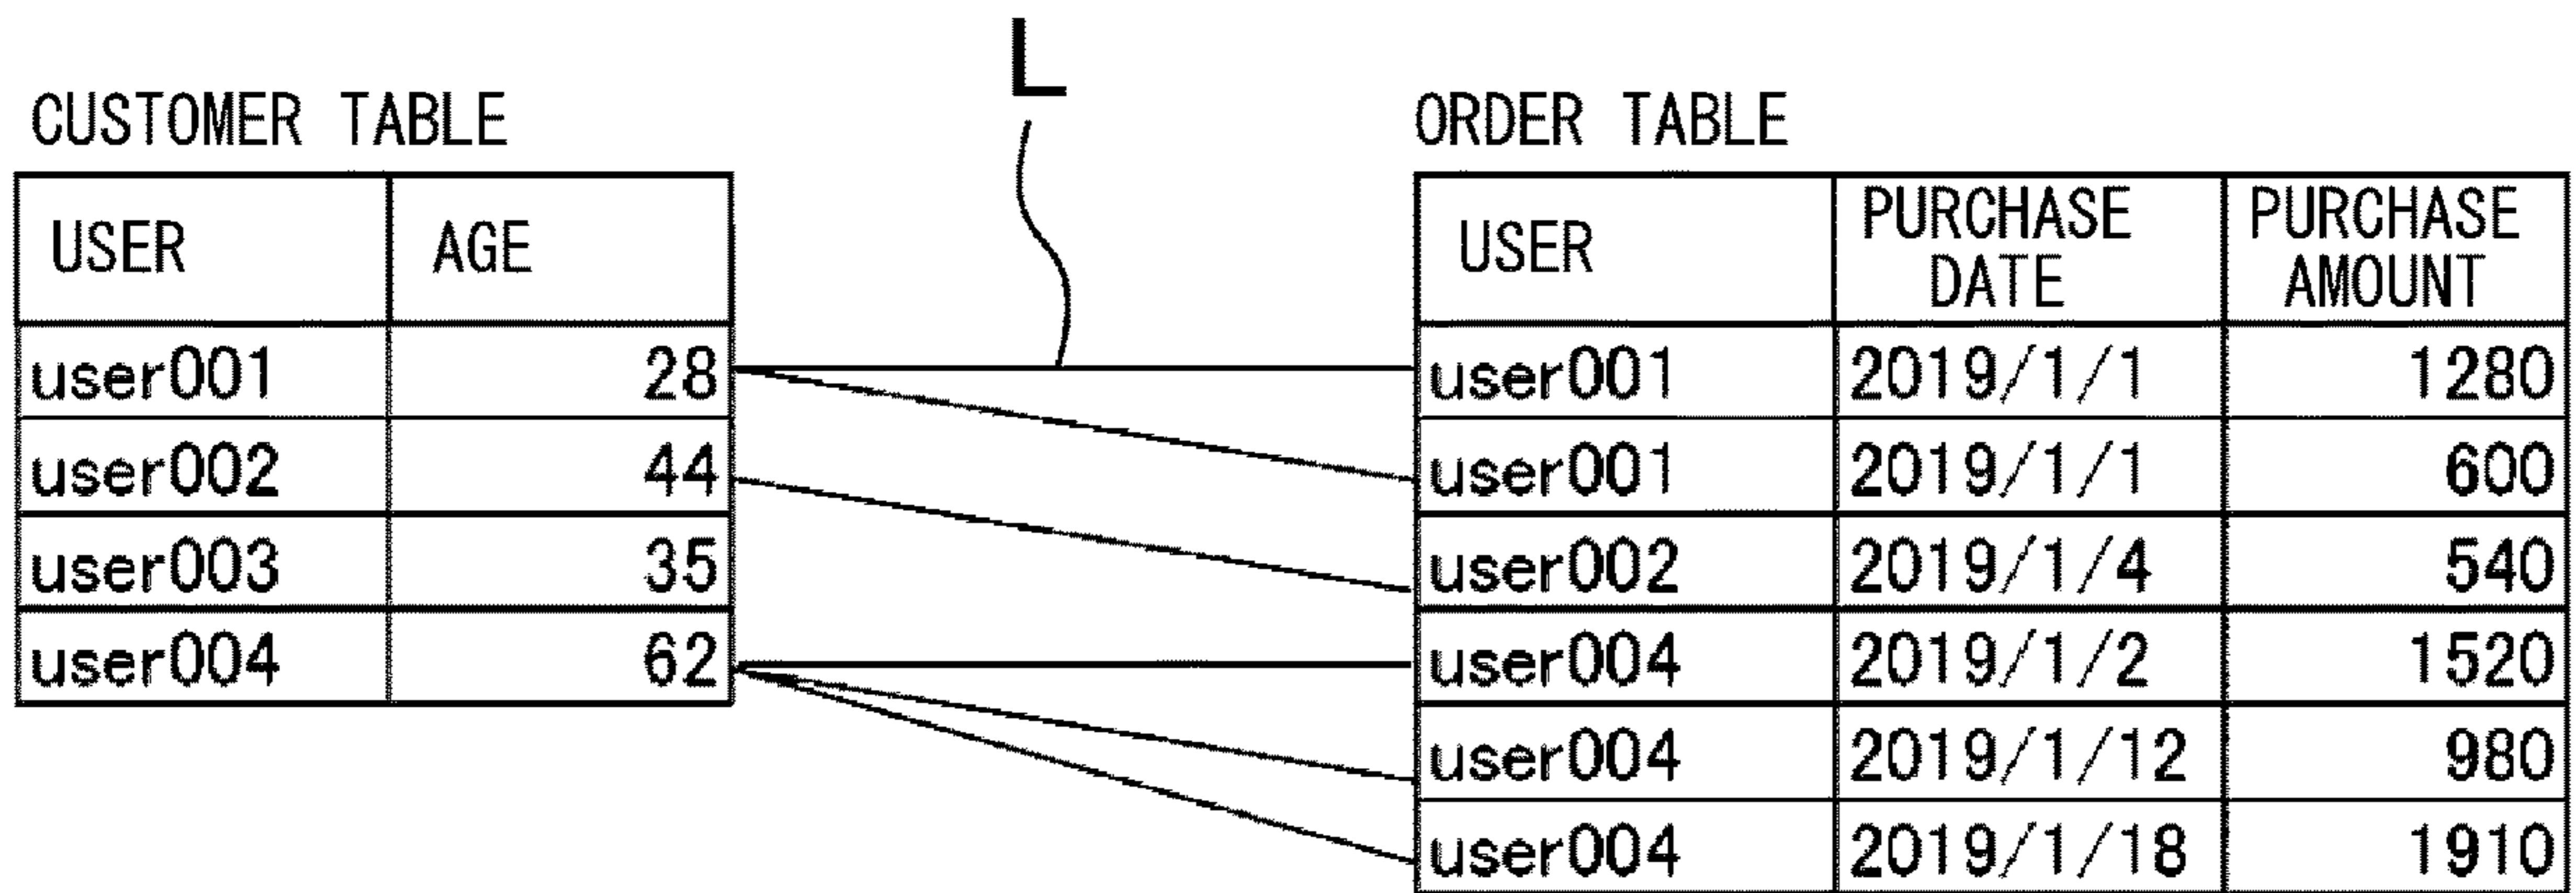 L
CUSTOMER TABLE
USER AGE
user001 28
user002 44
user003 35
user004 62
ORDER TABLE
USER PURCHASE DATE PURCHASE AMOUNT
user001 2019/1/1 1280
user001 2019/1/1 600
user002 2019/1/4 540
user004 2019/1/2 1520
user004 2019/1/12 980
user004 2019/1/18 1910